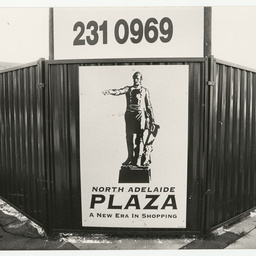 231 0969
NORTH ADELAIDE
PLAZA
A NEW ERA IN SHOPPING